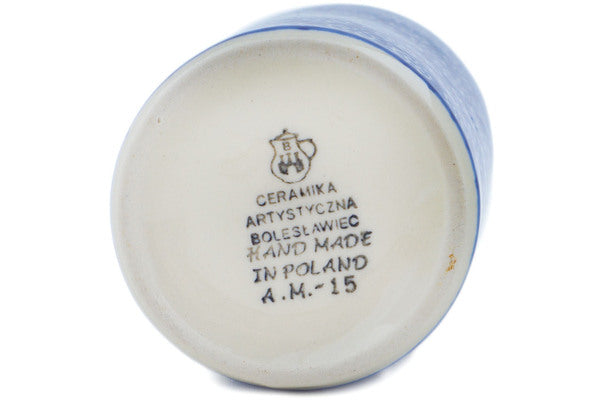 B
CERAMIKA
ARTYSTYCZNA
BOLESŁAWIEC
HAND MADE
IN POLAND
A.M.-15